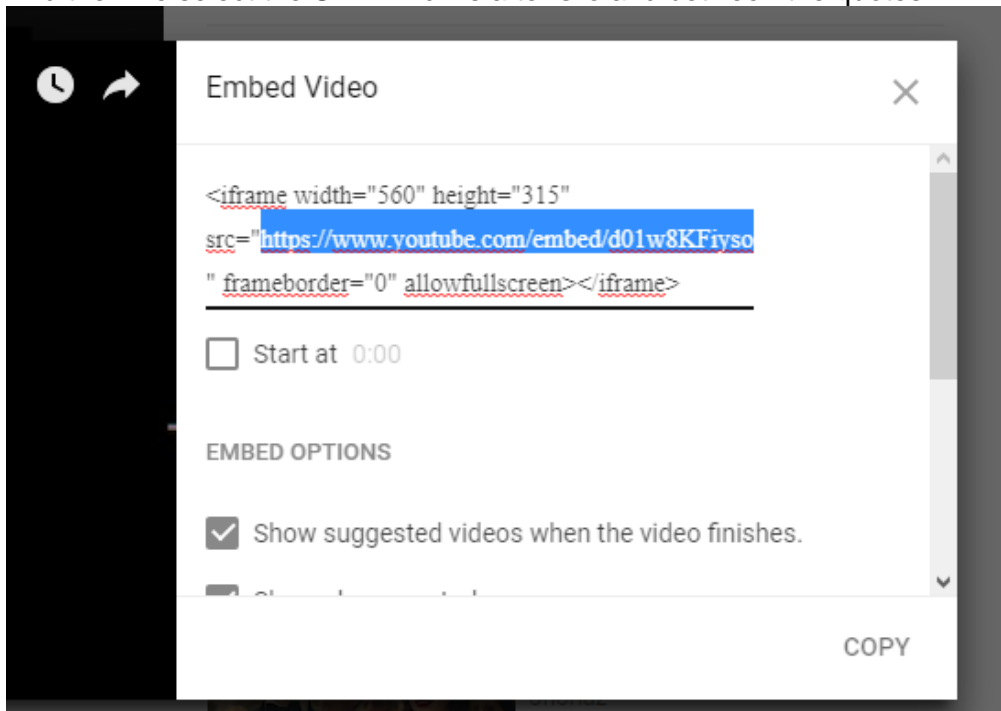 Embed Video
<iframe width="560" height="315"
src="https://www.youtube.com/embed/d01w8KFiyso
" frameborder="0" allowfullscreen></iframe>
Start at 0:00
EMBED OPTIONS
Show suggested videos when the video finishes.
COPY